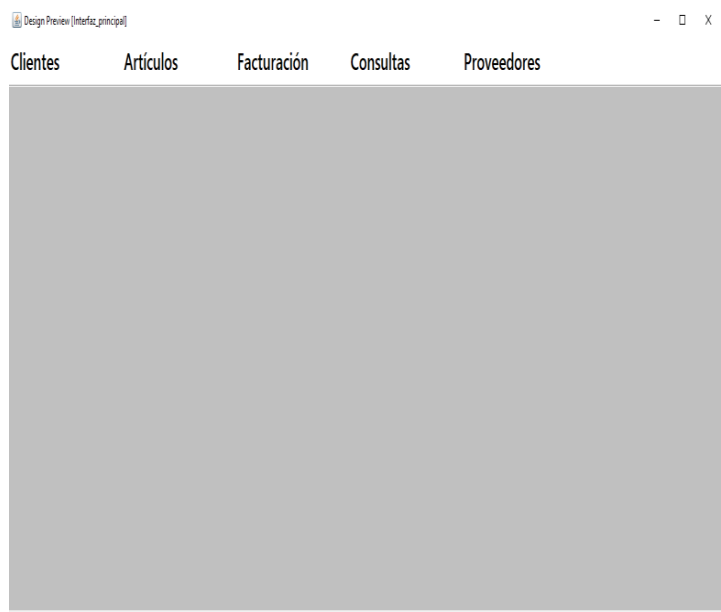 Design Preview [Interfaz_principal]
Clientes Artículos Facturación Consultas Proveedores